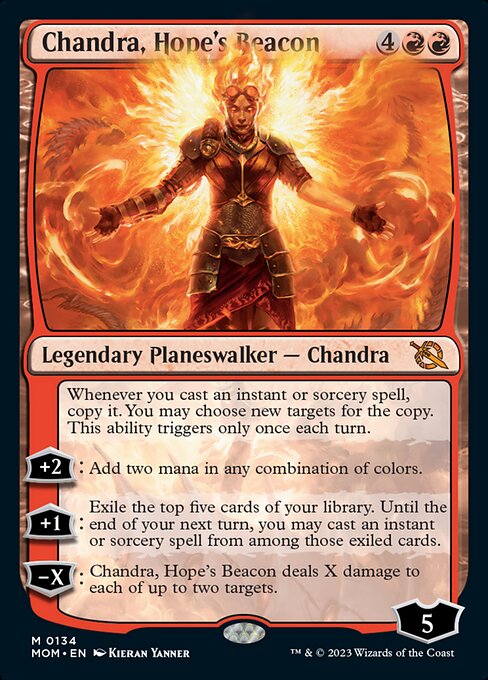 Chandra, Hope's Beacon 4
Legendary Planeswalker — Chandra
Whenever you cast an instant or sorcery spell,
copy it. You may choose new targets for the copy.
This ability triggers only once each turn.
+2 : Add two mana in any combination of colors.
Exile the top five cards of your library. Until the
+1 : end of your next turn, you may cast an instant
or sorcery spell from among those exiled cards.
−X : Chandra, Hope's Beacon deals X damage to
each of up to two targets.
5
M 0134
MOM • EN Kieran Yanner ™ & © 2023 Wizards of the Coast